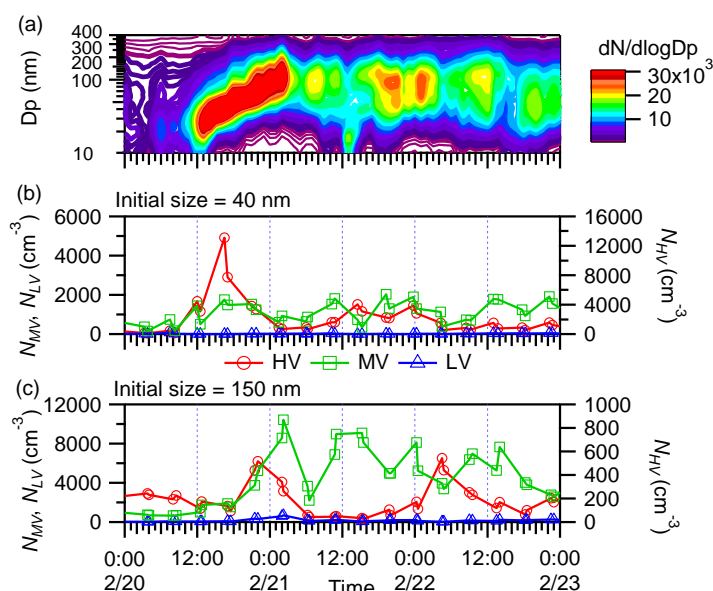 (a)
400
300
200
100
10
Dp (nm)
dN/dlogDp
30x10³
20
10
(b) Initial size = 40 nm
6000
4000
2000
0
N_MV, N_LV (cm⁻³)
16000
12000
8000
4000
0
N_HV (cm⁻³)
HV MV LV
(c) Initial size = 150 nm
12000
9000
6000
3000
0
N_MV, N_LV (cm⁻³)
1000
800
600
400
200
0
N_HV (cm⁻³)
0:00 12:00 0:00 12:00 0:00 12:00 0:00
2/20 2/21 Time 2/22 2/23